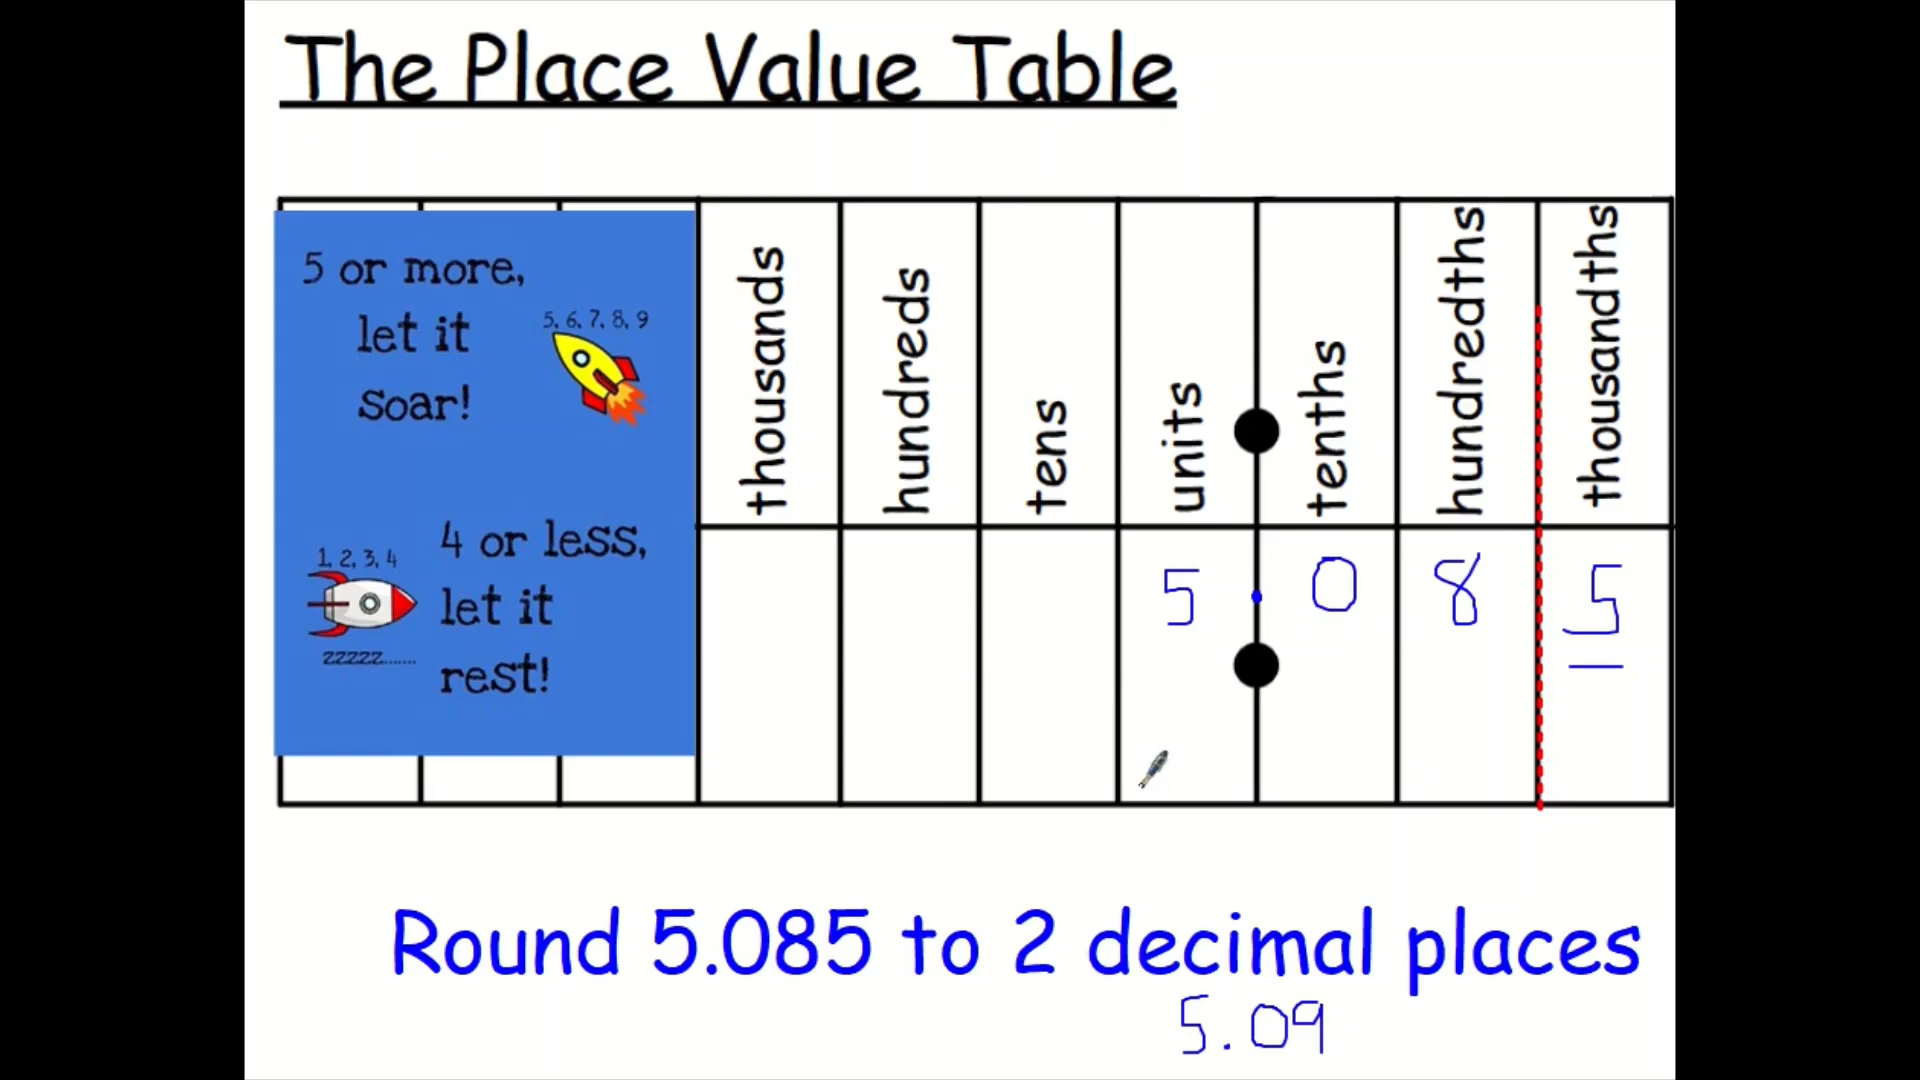 The Place Value Table
5 or more,
let it
soar!
5, 6, 7, 8, 9
1, 2, 3, 4
zzzzz.......
4 or less,
let it
rest!
thousands
hundreds
tens
units
tenths
hundredths
thousandths
5 . 0 8 5
Round 5.085 to 2 decimal places
5.09